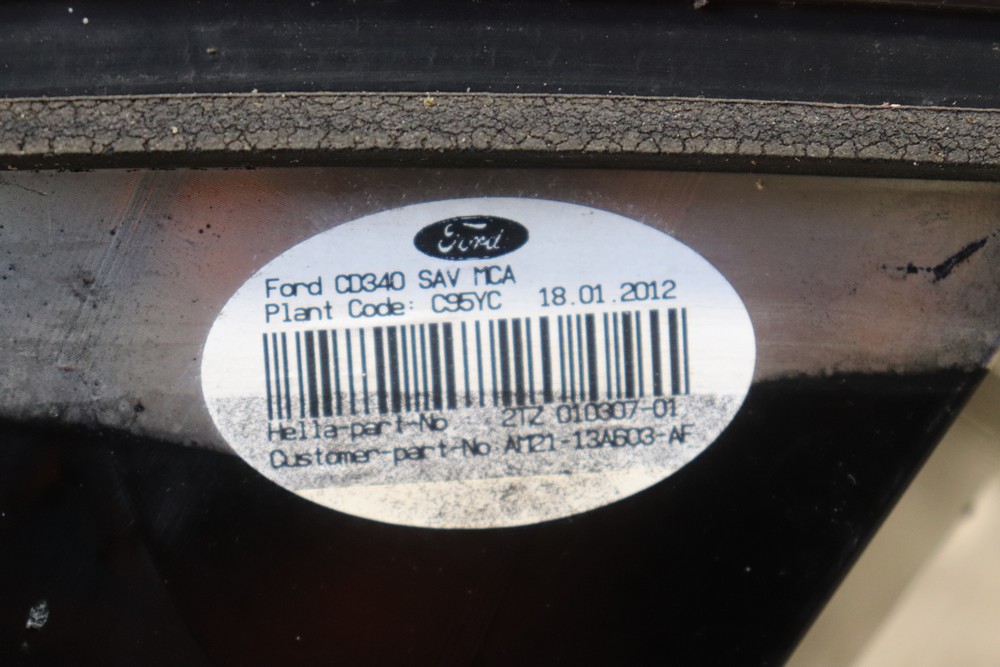 Ford
Ford CD340 SAV MCA
Plant Code: C95YC 18.01.2012
Hella-part-No 2TZ 010307-01
Customer-part-No AM21-13A603-AF